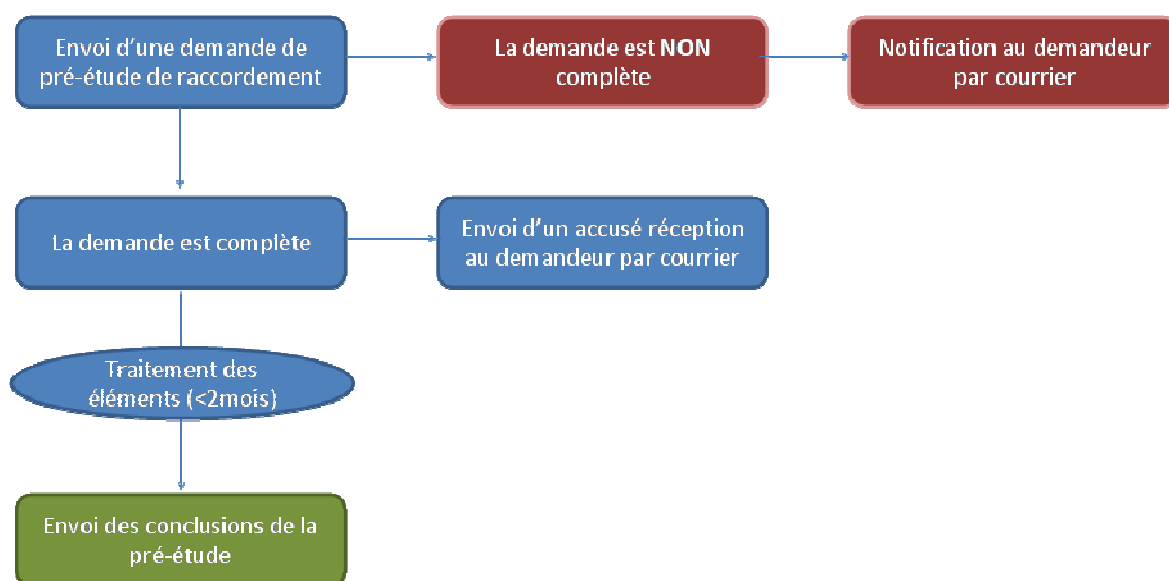 Envoi d'une demande de
pré-étude de raccordement
La demande est NON
complète
Notification au demandeur
par courrier
La demande est complète
Envoi d'un accusé réception
au demandeur par courrier
Traitement des
éléments (<2mois)
Envoi des conclusions de la
pré-étude